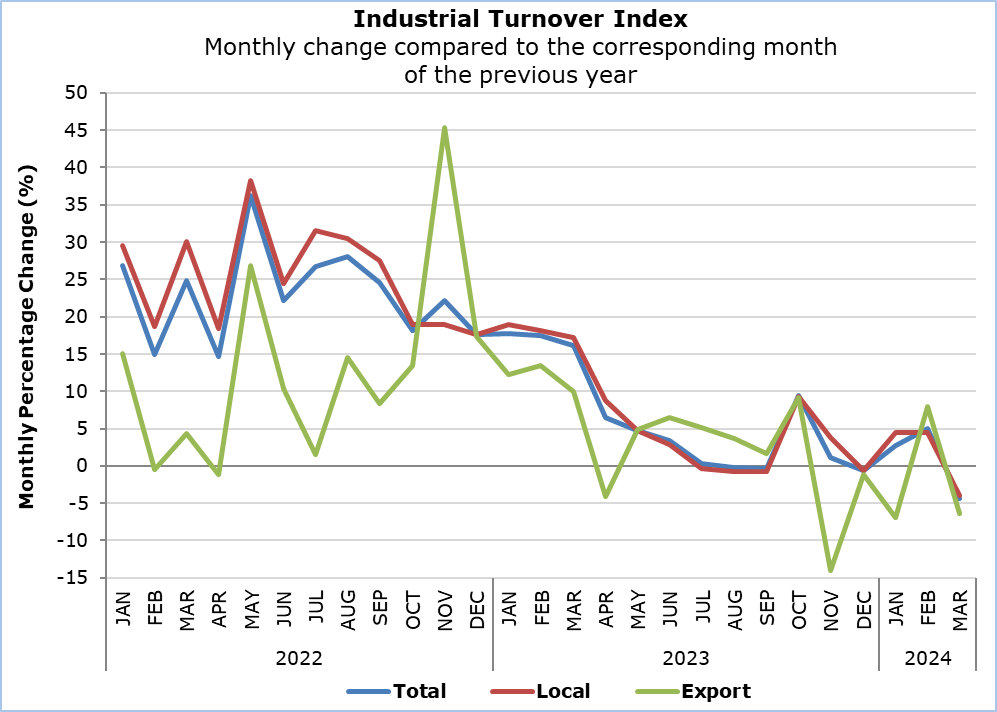 Industrial Turnover Index
Monthly change compared to the corresponding month
of the previous year
Monthly Percentage Change (%)
50
45
40
35
30
25
20
15
10
5
0
-5
-10
-15
JAN FEB MAR APR MAY JUN JUL AUG SEP OCT NOV DEC JAN FEB MAR APR MAY JUN JUL AUG SEP OCT NOV DEC JAN FEB MAR
2022 2023 2024
Total Local Export